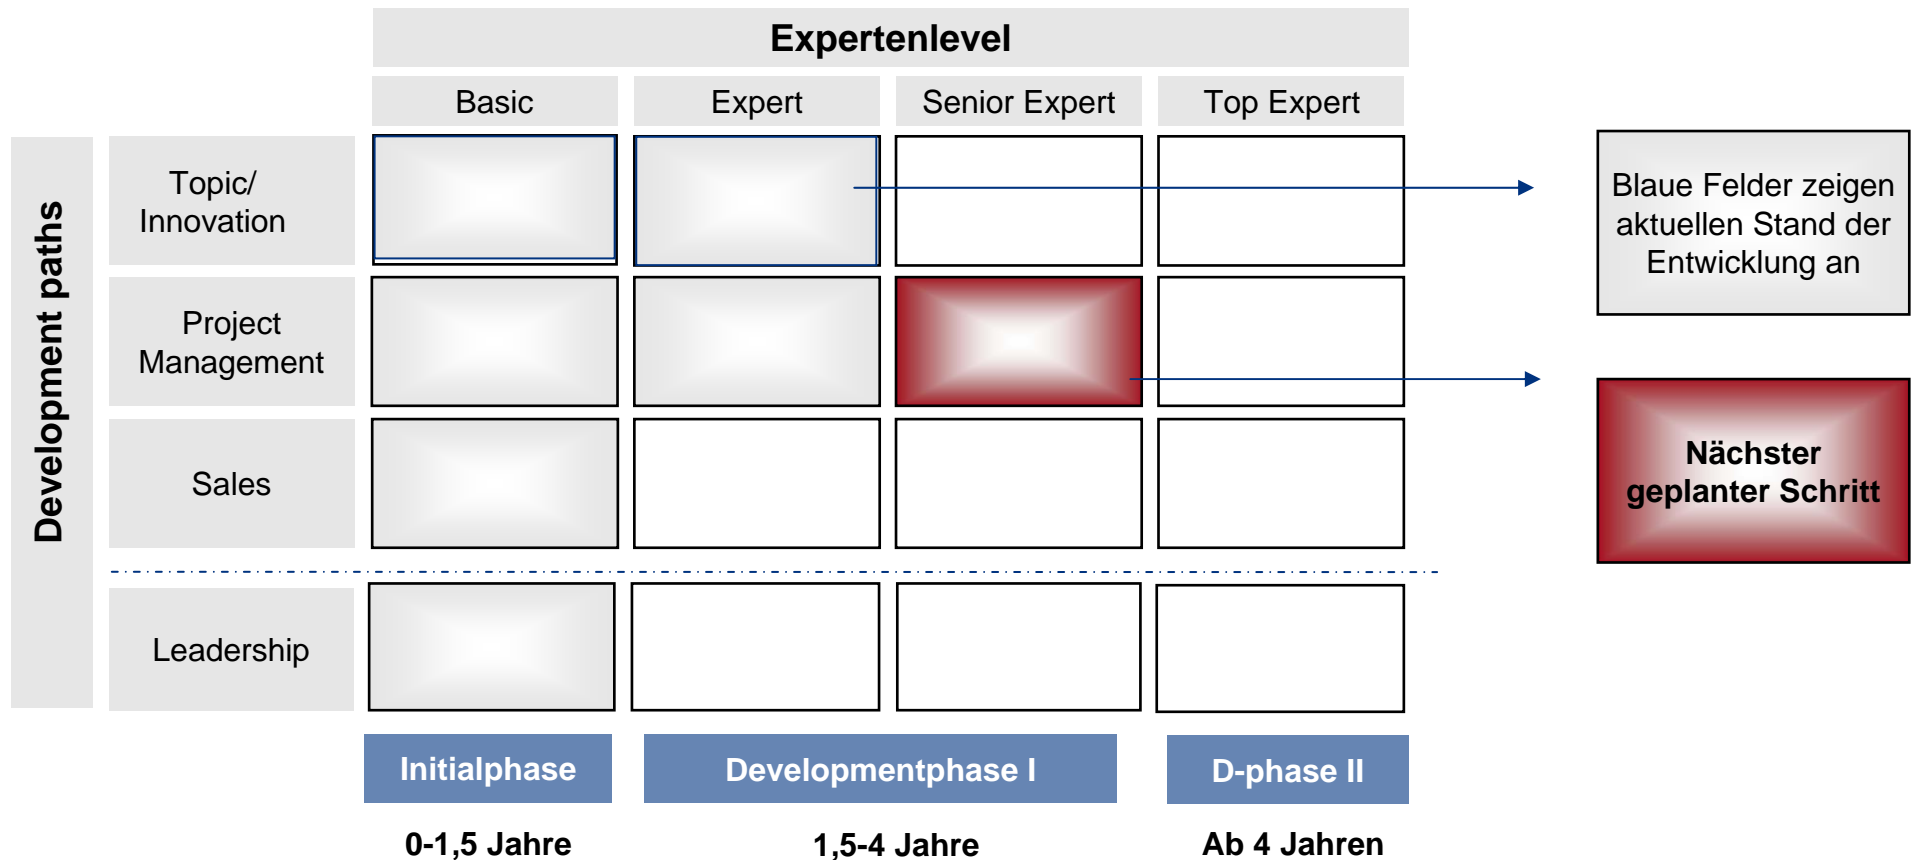 Expertenlevel
Basic
Expert
Senior Expert
Top Expert
Development paths
Topic/
Innovation
Project
Management
Sales
Leadership
Blaue Felder zeigen
aktuellen Stand der
Entwicklung an
Nächster
geplanter Schritt
Initialphase
Developmentphase I
D-phase II
0-1,5 Jahre
1,5-4 Jahre
Ab 4 Jahren